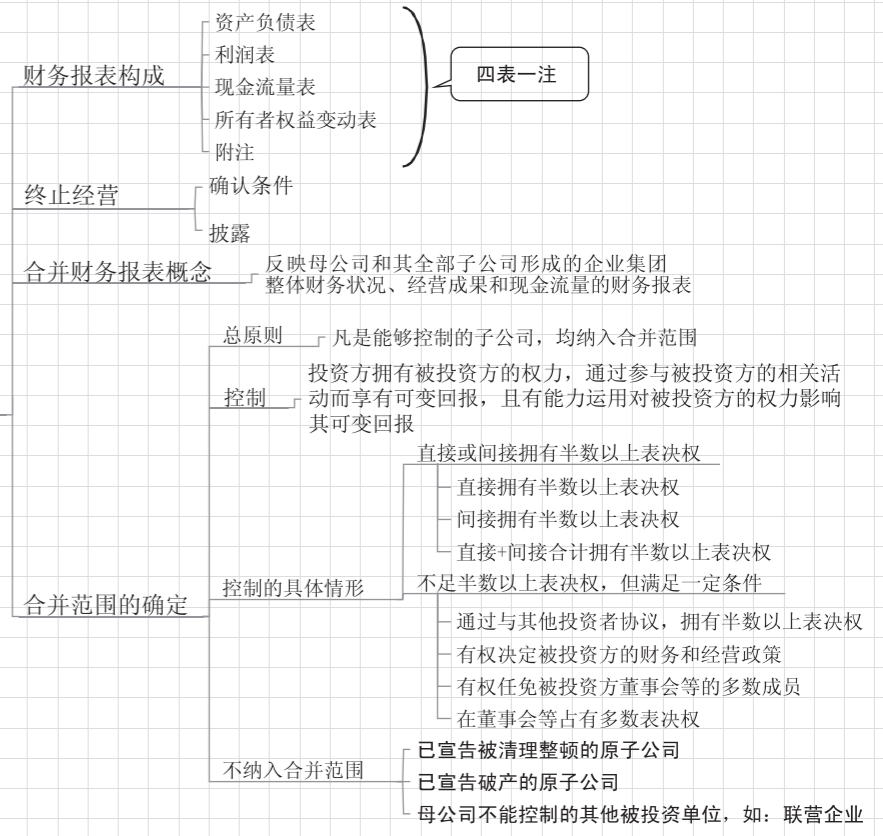 财务报表构成
资产负债表
利润表
现金流量表
所有者权益变动表
附注
四表一注
终止经营
确认条件
披露
合并财务报表概念
反映母公司和其全部子公司形成的企业集团
整体财务状况、经营成果和现金流量的财务报表
合并范围的确定
总原则
凡是能够控制的子公司，均纳入合并范围
控制
投资方拥有被投资方的权力，通过参与被投资方的相关活
动而享有可变回报，且有能力运用对被投资方的权力影响
其可变回报
控制的具体情形
直接或间接拥有半数以上表决权
直接拥有半数以上表决权
间接拥有半数以上表决权
直接+间接合计拥有半数以上表决权
不足半数以上表决权，但满足一定条件
通过与其他投资者协议，拥有半数以上表决权
有权决定被投资方的财务和经营政策
有权任免被投资方董事会等的多数成员
在董事会等占有多数表决权
不纳入合并范围
已宣告被清理整顿的原子公司
已宣告破产的原子公司
母公司不能控制的其他被投资单位，如：联营企业